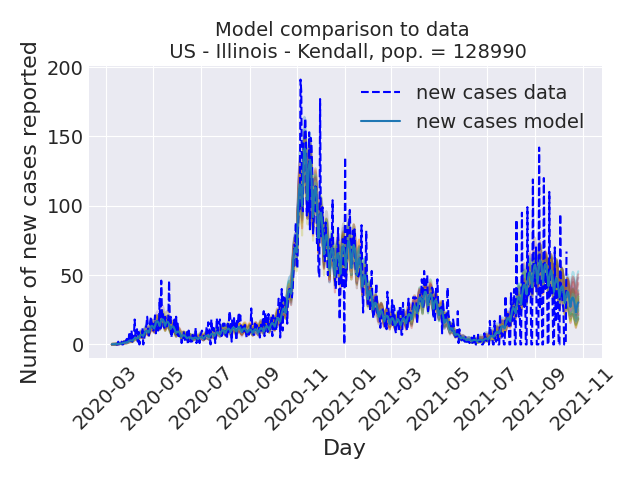 Model comparison to data
US - Illinois - Kendall, pop. = 128990
Number of new cases reported
200
150
100
50
0
new cases data
new cases model
2020-03
2020-05
2020-07
2020-09
2020-11
2021-01
2021-03
2021-05
2021-07
2021-09
2021-11
Day